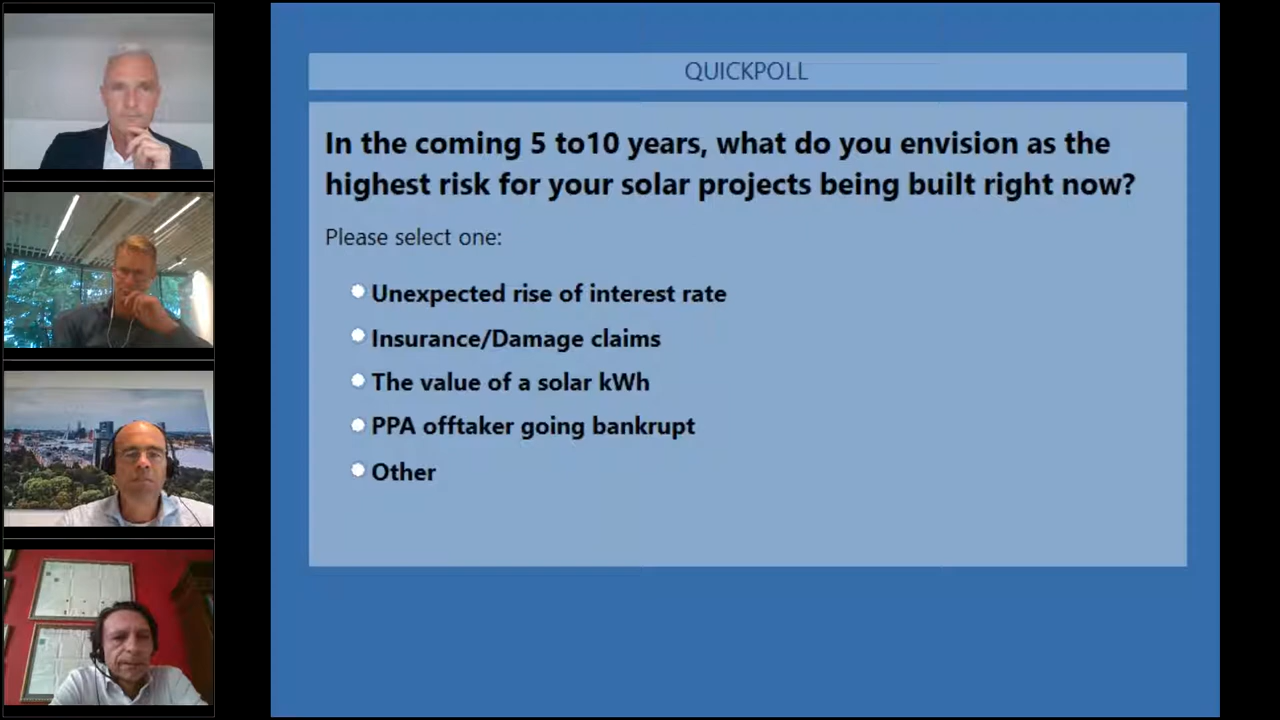 QUICKPOLL
In the coming 5 to10 years, what do you envision as the
highest risk for your solar projects being built right now?
Please select one:
Unexpected rise of interest rate
Insurance/Damage claims
The value of a solar kWh
PPA offtaker going bankrupt
Other